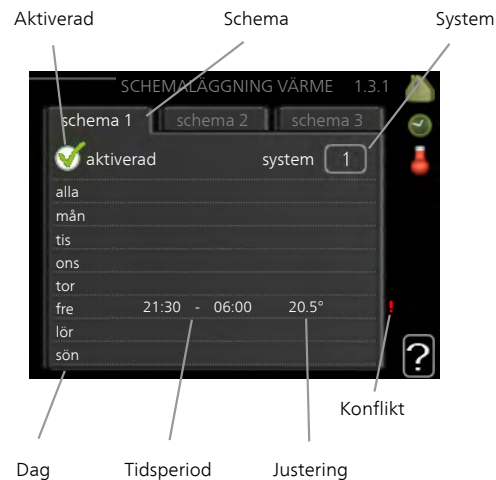 Aktiverad Schema System
SCHEMALÄGGNING VÄRME 1.3.1
schema 1 schema 2 schema 3
aktiverad system 1
alla
mån
tis
ons
tor
fre 21:30 - 06:00 20.5° !
lör
sön
?
Konflikt
Dag Tidsperiod Justering